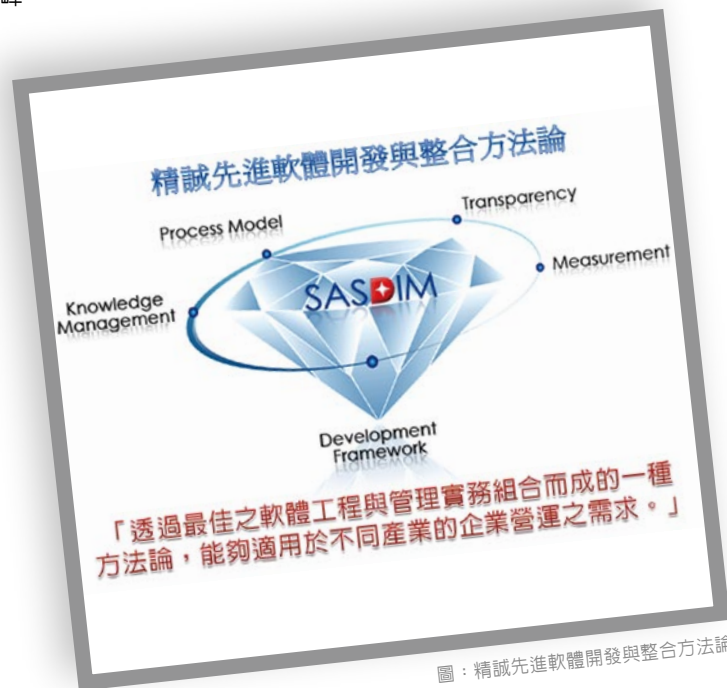 精誠先進軟體開發與整合方法論
Process Model
Transparency
Measurement
Knowledge
Management
SASDIM
Development
Framework
「透過最佳之軟體工程與管理實務組合而成的一種
方法論，能夠適用於不同產業的企業營運之需求。」
圖：精誠先進軟體開發與整合方法論